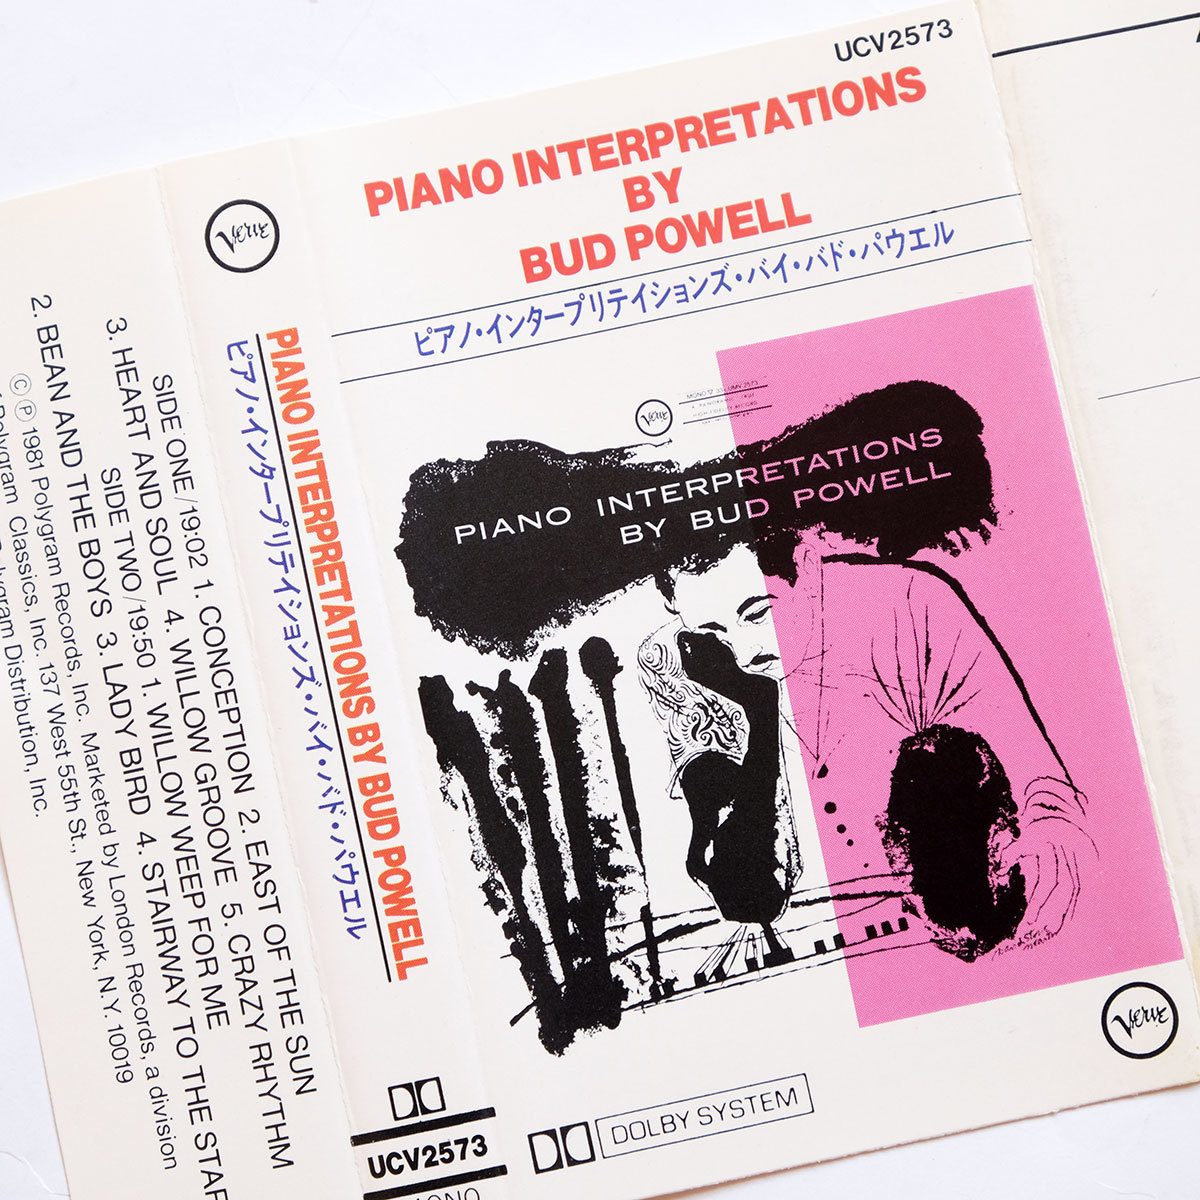 UCV2573
PIANO INTERPRETATIONS
BY
BUD POWELL
ピアノ・インタープリテイションズ・バイ・バド・パウエル
Verve
PIANO INTERPRETATIONS
BY BUD POWELL
Verve
DOLBY SYSTEM
Verve
PIANO INTERPRETATIONS BY BUD POWELL
ピアノ・インタープリテイションズ・バイ・バド・パウエル
UCV2573
MONO
SIDE ONE/19:02 1. CONCEPTION 2. EAST OF THE SUN
3. HEART AND SOUL 4. WILLOW GROOVE 5. CRAZY RHYTHM
SIDE TWO/19:50 1. WILLOW WEEP FOR ME
2. BEAN AND THE BOYS 3. LADY BIRD 4. STAIRWAY TO THE STAR
© Ⓟ 1981 Polygram Records, Inc. Marketed by London Records, a division
of Polygram Classics, Inc. 137 West 55th St., New York, N.Y. 10019
Polygram Distribution, Inc.